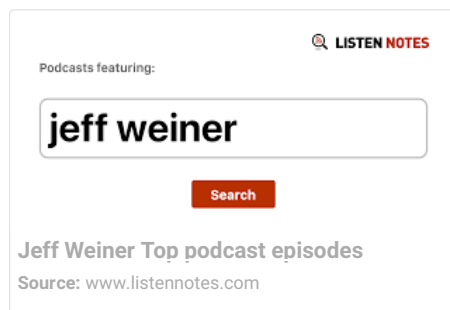 LISTEN NOTES
Podcasts featuring:
jeff weiner
Search
Jeff Weiner Top podcast episodes
Source: www.listennotes.com